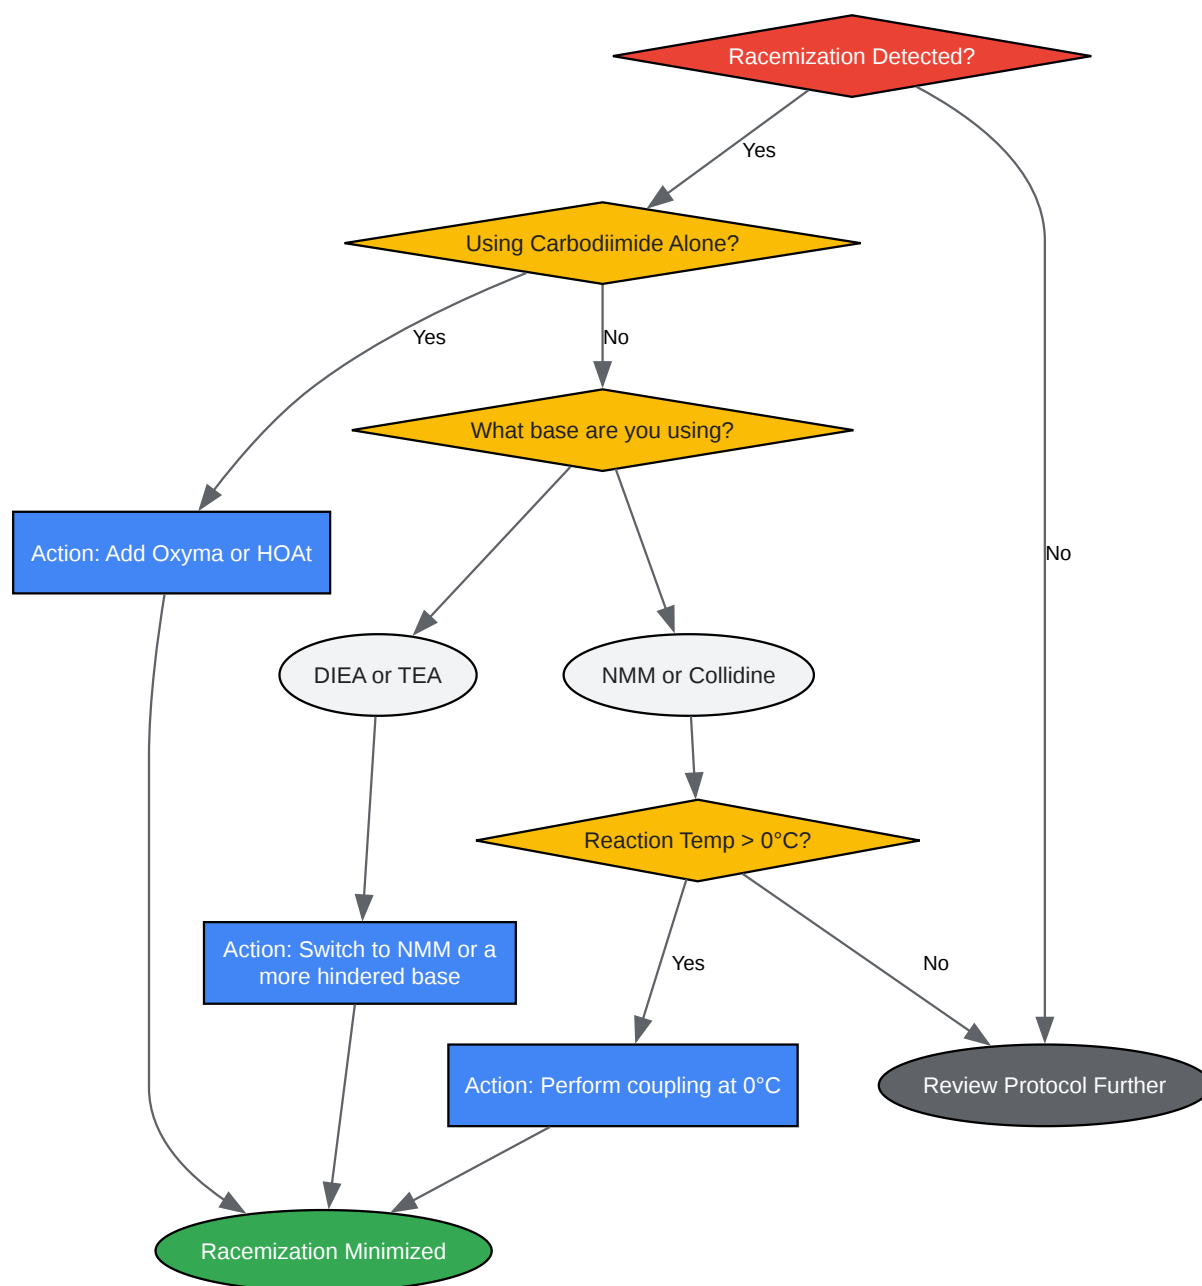 Racemization Detected?
Yes
Using Carbodiimide Alone?
Yes
No
What base are you using?
Action: Add Oxyma or HOAt
No
DIEA or TEA
NMM or Collidine
Reaction Temp > 0°C?
Action: Switch to NMM or a
more hindered base
Yes
No
Action: Perform coupling at 0°C
Review Protocol Further
Racemization Minimized